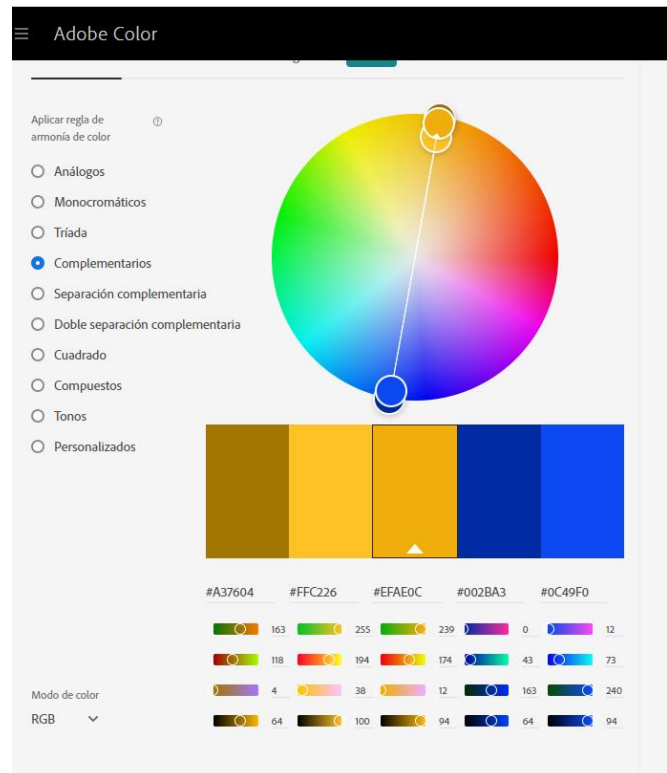 Adobe Color
Aplicar regla de
armonía de color
Análogos
Monocromáticos
Tríada
Complementarios
Separación complementaria
Doble separación complementaria
Cuadrado
Compuestos
Tonos
Personalizados
#A37604 #FFC226 #EFAE0C #002BA3 #0C49F0
163 255 239 0 12
118 194 174 43 73
4 38 12 163 240
64 100 94 64 94
Modo de color
RGB